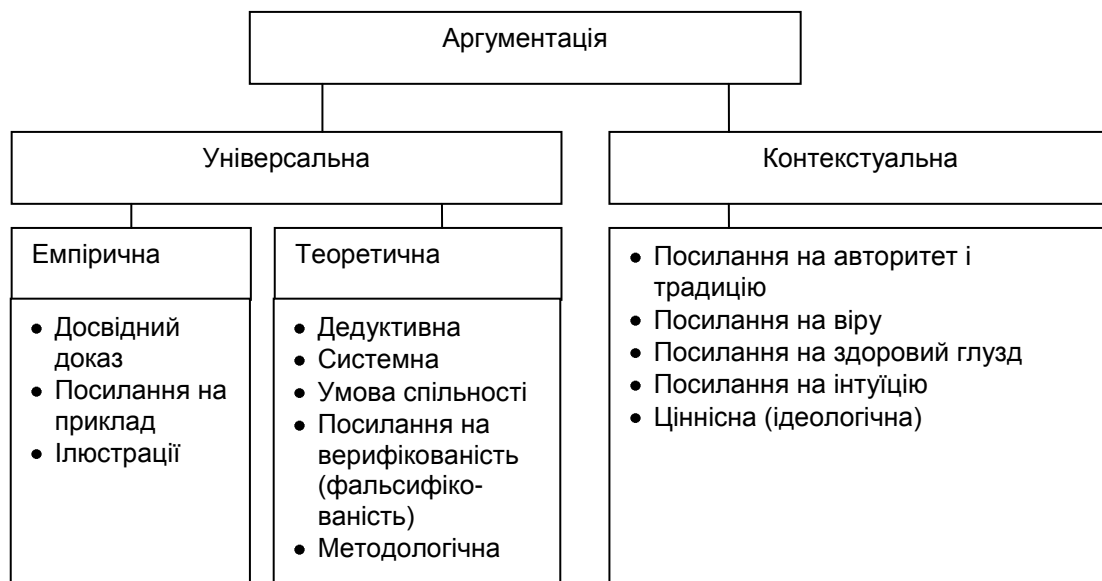 Аргументація
Універсальна
Контекстуальна
Емпірична
Теоретична
• Досвідний
доказ
• Посилання на
приклад
• Ілюстрації
• Дедуктивна
• Системна
• Умова спільності
• Посилання на
верифікованість
(фальсифіко-
ваність)
• Методологічна
• Посилання на авторитет і
традицію
• Посилання на віру
• Посилання на здоровий глузд
• Посилання на інтуїцію
• Ціннісна (ідеологічна)